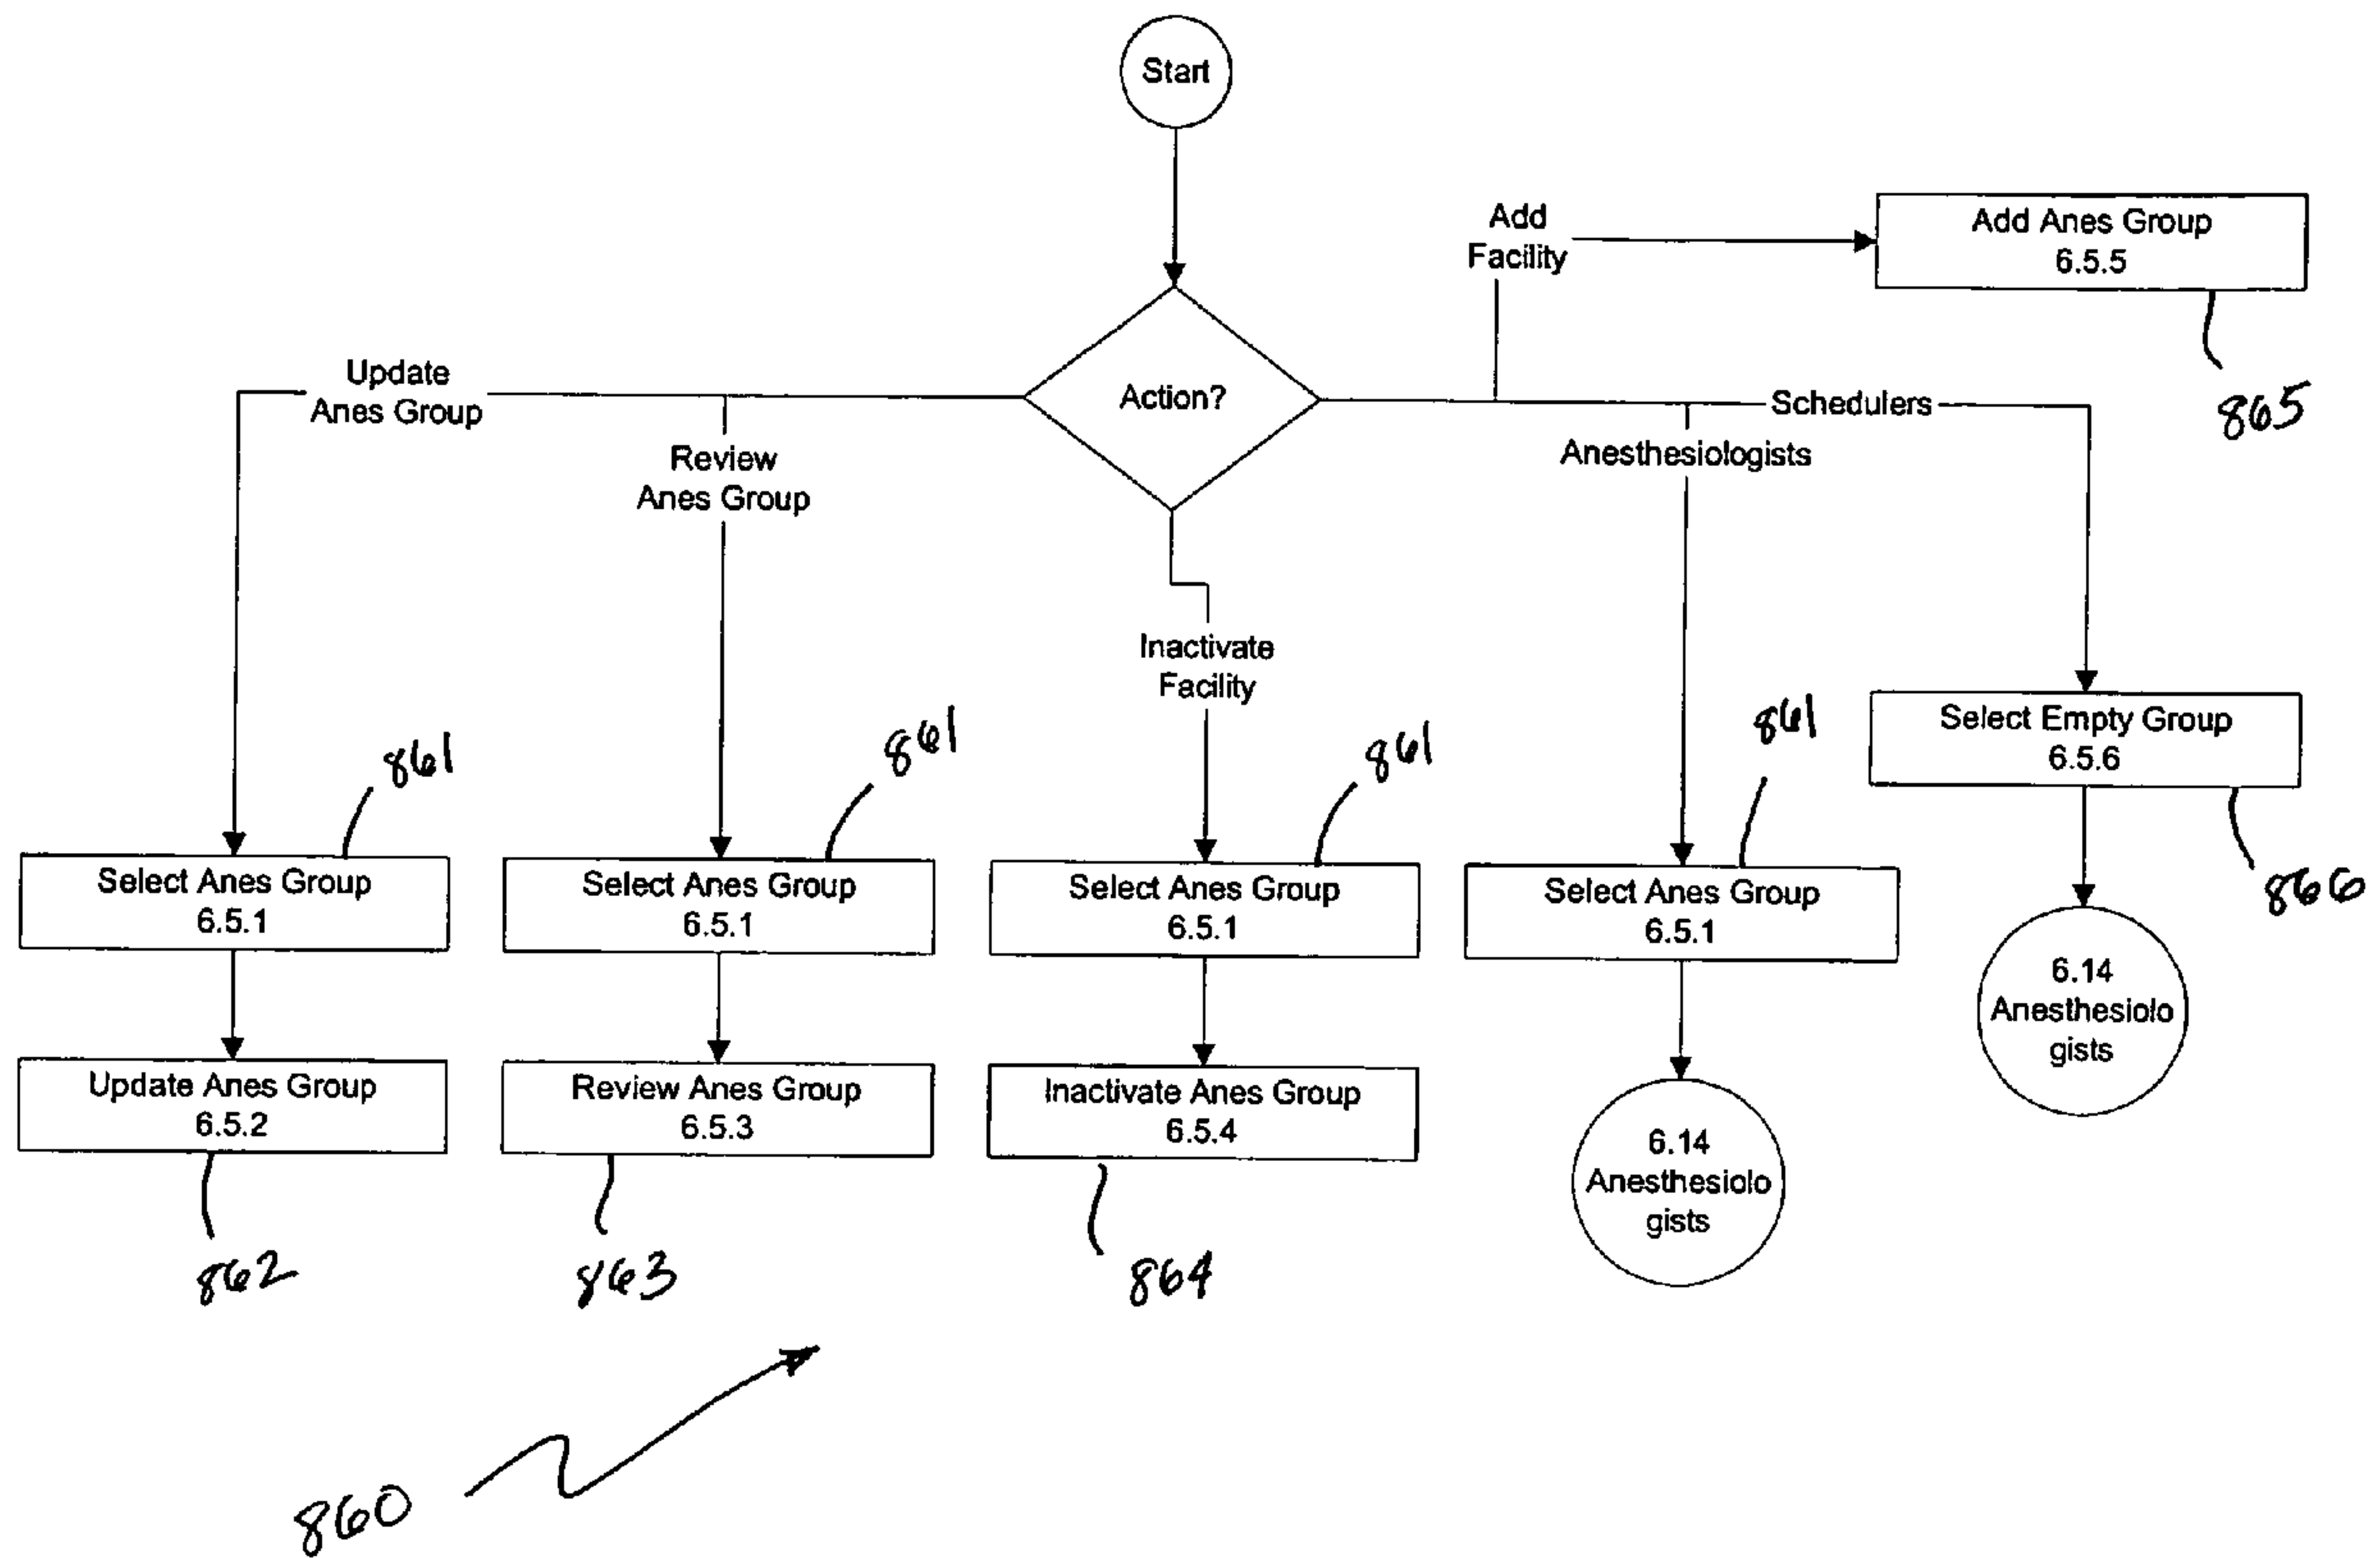 Start
Add
Facility
Add Anes Group
6.5.5
865
Update
Anes Group
Action?
Schedulers
Review
Anes Group
Anesthesiologists
Inactivate
Facility
861
861
861
861
Select Empty Group
6.5.6
866
Select Anes Group
6.5.1
Select Anes Group
6.5.1
Select Anes Group
6.5.1
Select Anes Group
6.5.1
6.14
Anesthesiolo
gists
Update Anes Group
6.5.2
Review Anes Group
6.5.3
Inactivate Anes Group
6.5.4
6.14
Anesthesiolo
gists
862
863
864
860